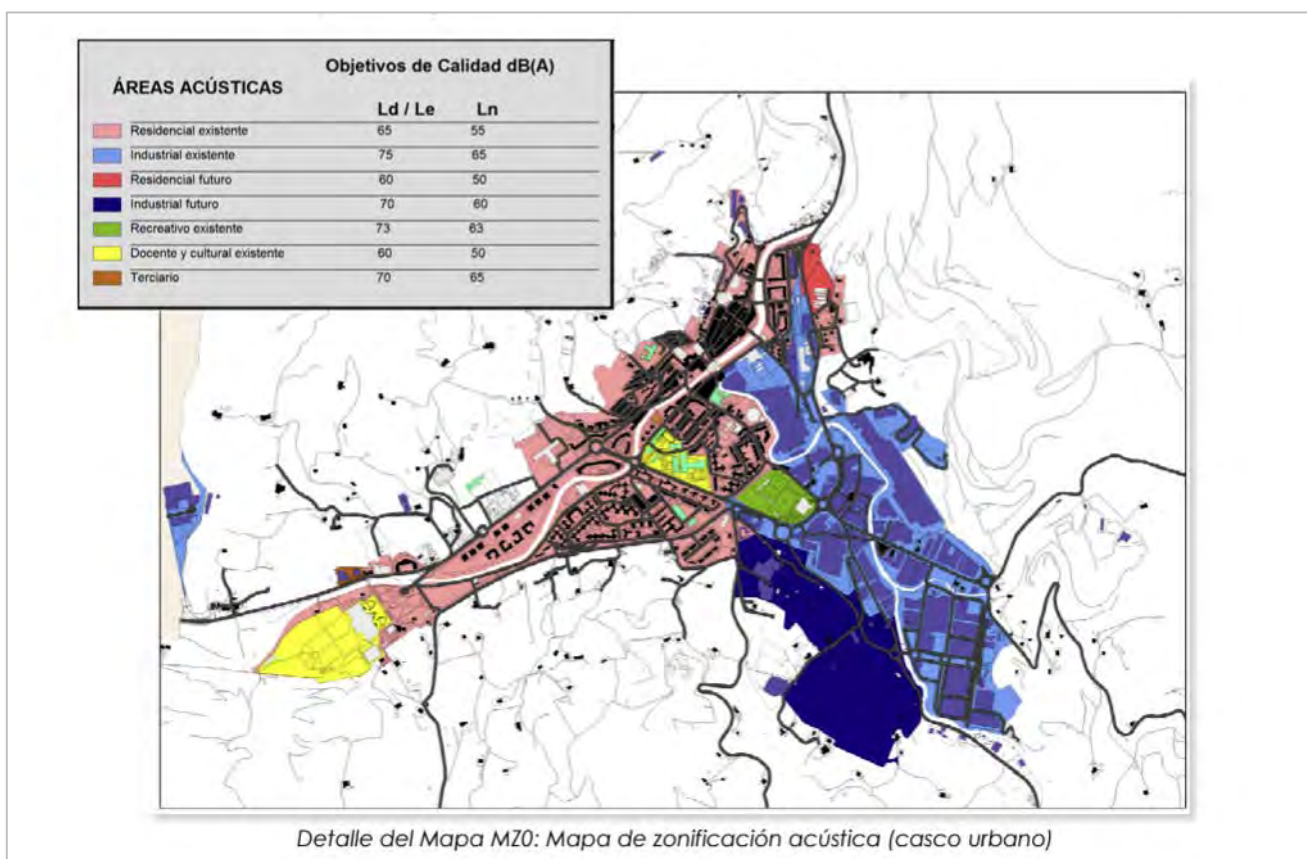 Objetivos de Calidad dB(A)
ÁREAS ACÚSTICAS
Ld / Le Ln
Residencial existente 65 55
Industrial existente 75 65
Residencial futuro 60 50
Industrial futuro 70 60
Recreativo existente 73 63
Docente y cultural existente 60 50
Terciario 70 65
Detalle del Mapa MZ0: Mapa de zonificación acústica (casco urbano)